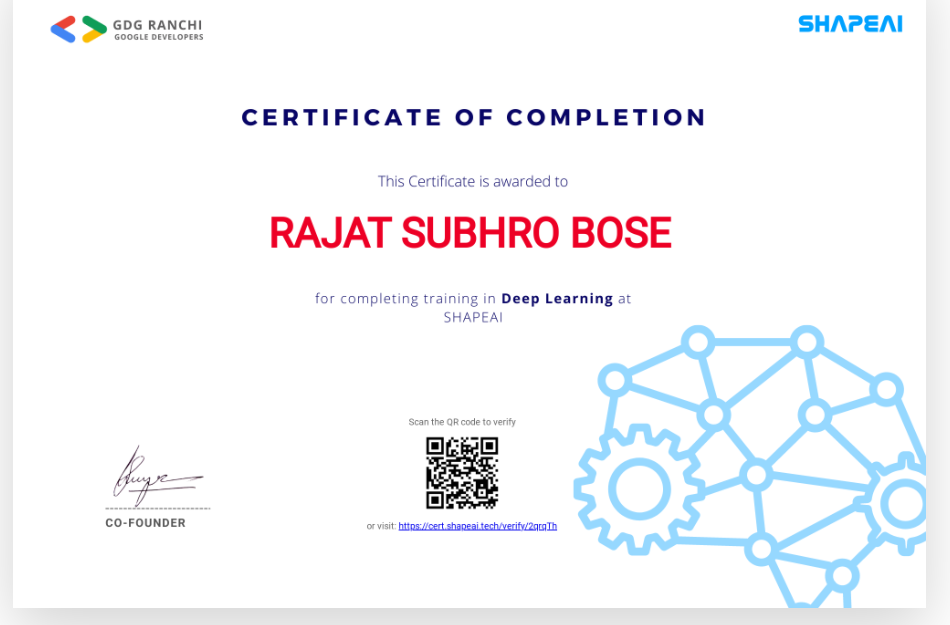 GDG RANCHI
GOOGLE DEVELOPERS
SHAPEAI
CERTIFICATE OF COMPLETION
This Certificate is awarded to
RAJAT SUBHRO BOSE
for completing training in Deep Learning at
SHAPEAI
Scan the QR code to verify
CO-FOUNDER
or visit: https://cert.shapeai.tech/verify/2qrqTh